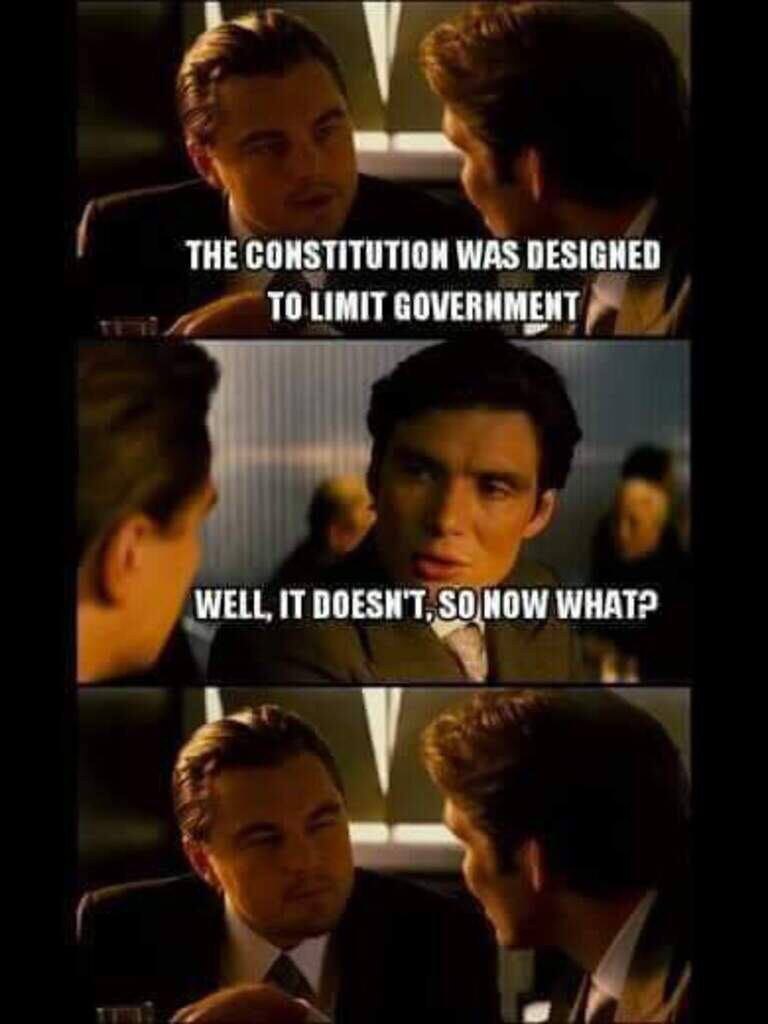 THE CONSTITUTION WAS DESIGNED
TO LIMIT GOVERNMENT
WELL, IT DOESN'T, SO NOW WHAT?